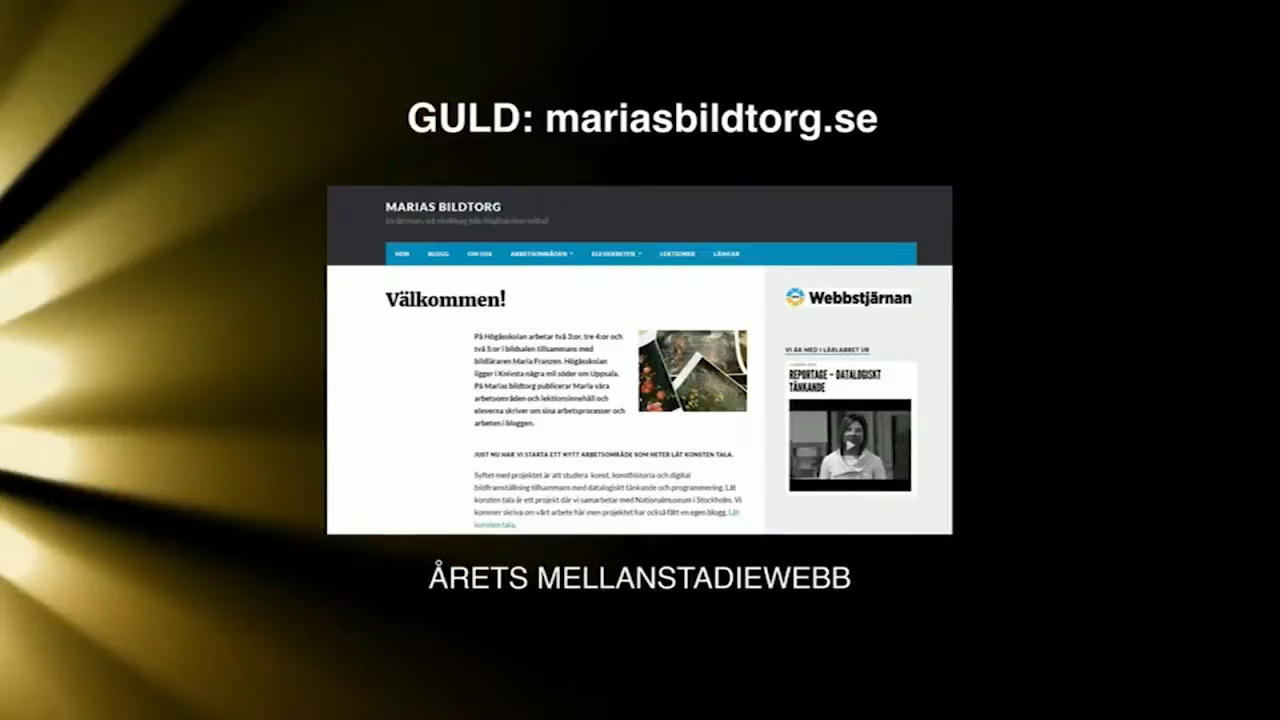 GULD: mariasbildtorg.se
MARIAS BILDTORG
HEM BLOGG OM OSS ARBETSOMRÅDEN ELEVARBETEN LEKTIONER LÄNKAR
Välkommen!
På Högåsskolan arbetar två 3:or, tre 4:or och
två 5:or i bildsalen tillsammans med
bildläraren Maria Franzen. Högåsskolan
ligger i Knivsta några mil söder om Uppsala.
På Marias bildtorg publicerar Maria våra
arbetsområden och lektionsinnehåll och
eleverna skriver om sina arbetsprocesser och
arbeten i bloggen.
JUST NU HAR VI STARTA ETT NYTT ARBETSOMRÅDE SOM HETER LÅT KONSTEN TALA.
Syftet med projektet är att studera konst, konsthistoria och digital
bildframställning tillsammans med datalogiskt tänkande och programmering. Låt
konsten tala är ett projekt där vi samarbetar med Nationalmuseum i Stockholm. Vi
kommer skriva om vårt arbete här men projektet har också fått en egen blogg, Låt
konsten tala.
Webbstjärnan
VI ÄR MED I LÄRLABBET UR
REPORTAGE – DATALOGISKT
TÄNKANDE
ÅRETS MELLANSTADIEWEBB